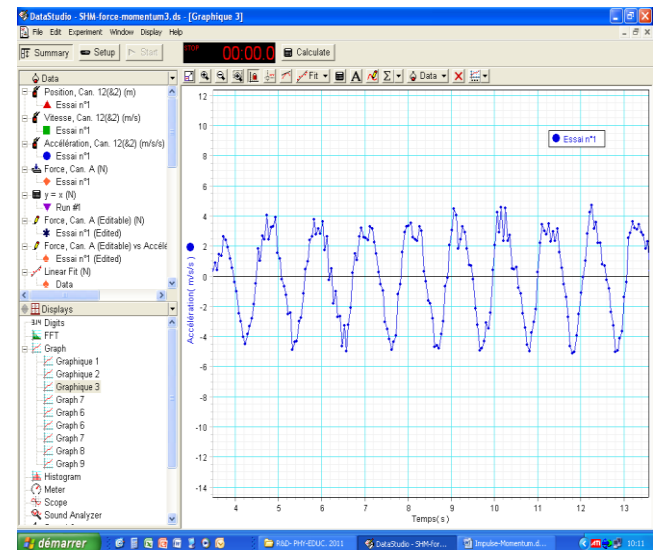 DataStudio - SHM-force-momentum3.ds - [Graphique 3]
File Edit Experiment Window Display Help
Summary Setup Start STOP 00:00.0 Calculate
Data
Fit A Σ Data
Position, Can. 12(&2) (m)
Essai n°1
Vitesse, Can. 12(&2) (m/s)
Essai n°1
Accélération, Can. 12(&2) (m/s/s)
Essai n°1
Force, Can. A (N)
Essai n°1
y = x (N)
Run #1
Force, Can. A (Editable) (N)
Essai n°1 (Edited)
Force, Can. A (Editable) vs Accéle
Essai n°1 (Edited)
Linear Fit (N)
Data
Displays
3.14 Digits
FFT
Graph
Graphique 1
Graphique 2
Graphique 3
Graph 7
Graph 6
Graph 6
Graph 7
Graph 8
Graph 9
Histogram
Meter
Scope
Sound Analyzer
12
10
8
6
4
2
0
-2
-4
-6
-8
-10
-12
-14
Accélération( m/s/s )
Essai n°1
4 5 6 7 8 9 10 11 12 13
Temps( s )
démarrer R&D- PHY-EDUC. 2011 DataStudio - SHM-for... Impulse-Momentum.d... 10:11